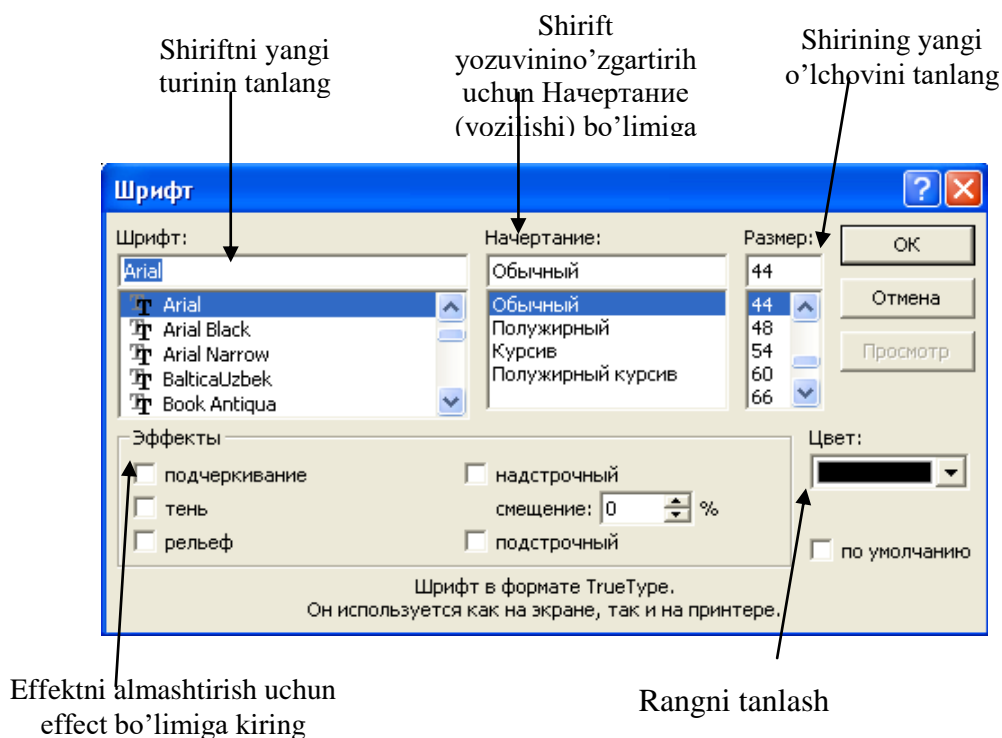 Shiriftni yangi
turinin tanlang
Shirift
yozuvinino’zgartirih
uchun Начертание
(yozilishi) bo’limiga
Shirining yangi
o’lchovini tanlang
Шрифт
Шрифт:
Начертание:
Размер:
Arial
Обычный
44
ОК
Arial
Arial Black
Arial Narrow
BalticaUzbek
Book Antiqua
Обычный
Полужирный
Курсив
Полужирный курсив
44
48
54
60
66
Отмена
Просмотр
Эффекты
подчеркивание
тень
рельеф
надстрочный
смещение: 0 %
подстрочный
Цвет:
по умолчанию
Шрифт в формате TrueType.
Он используется как на экране, так и на принтере.
Effektni almashtirish uchun
effect bo’limiga kiring
Rangni tanlash